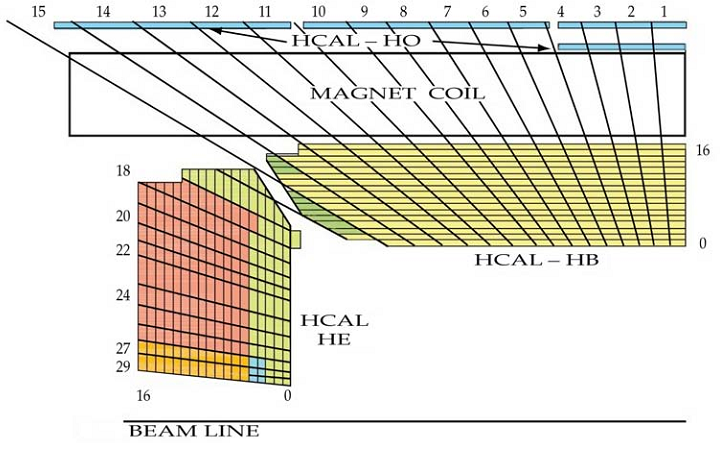 15 14 13 12 11 10 9 8 7 6 5 4 3 2 1
HCAL – HO
MAGNET COIL
16
18
20
22
24
27
29
0
HCAL – HB
HCAL
HE
16 0
BEAM LINE